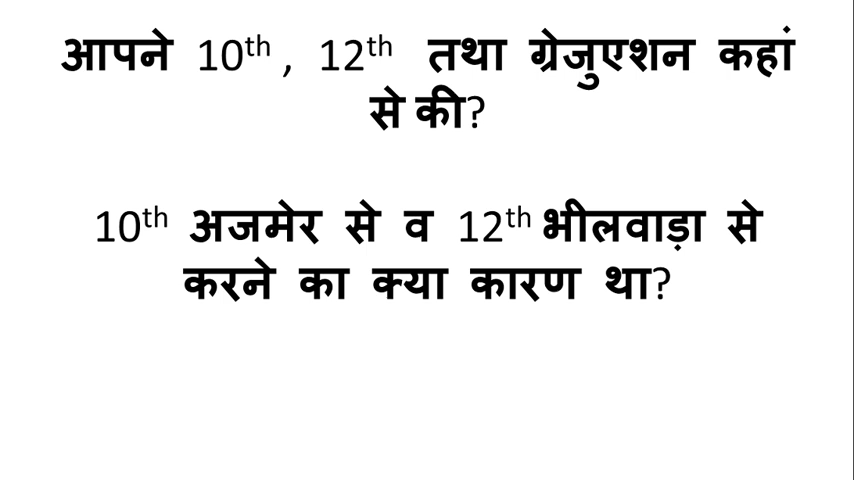 आपने 10th , 12th तथा ग्रेजुएशन कहां
से की?
10th अजमेर से व 12th भीलवाड़ा से
करने का क्या कारण था?